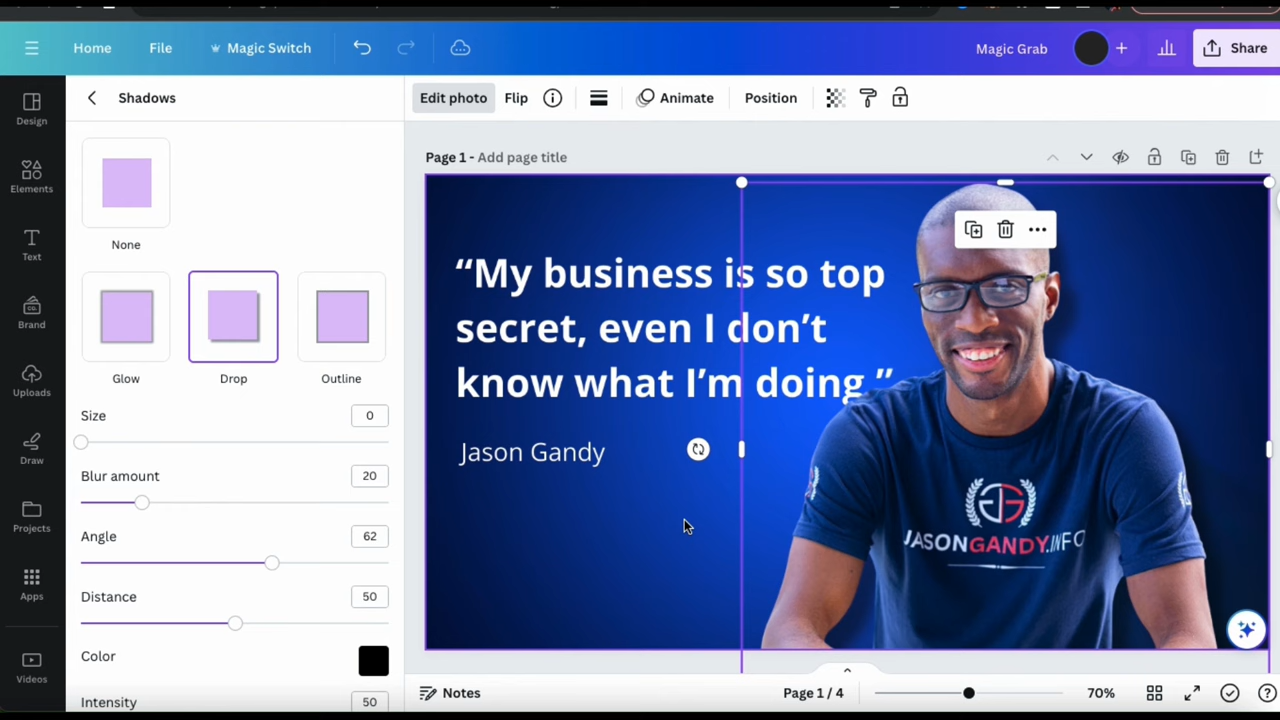 Home File Magic Switch Magic Grab Share
Shadows
Edit photo Flip Animate Position
Design
Elements
Text
Brand
Uploads
Draw
Projects
Apps
Videos
None
Glow Drop Outline
Size 0
Blur amount 20
Angle 62
Distance 50
Color
Intensity 50
Page 1 - Add page title
“My business is so top
secret, even I don’t
know what I’m doing ”
Jason Gandy
JASONGANDY.INFO
Notes Page 1 / 4 70%